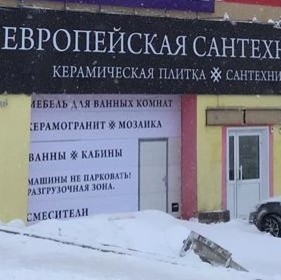 ЕВРОПЕЙСКАЯ САНТЕХН
КЕРАМИЧЕСКАЯ ПЛИТКА ※ САНТЕХНИ
МЕБЕЛЬ ДЛЯ ВАННЫХ КОМНАТ
КЕРАМОГРАНИТ ※ МОЗАИКА
ВАННЫ ※ КАБИНЫ
МАШИНЫ НЕ ПАРКОВАТЬ!
РАЗГРУЗОЧНАЯ ЗОНА.
СМЕСИТЕЛИ